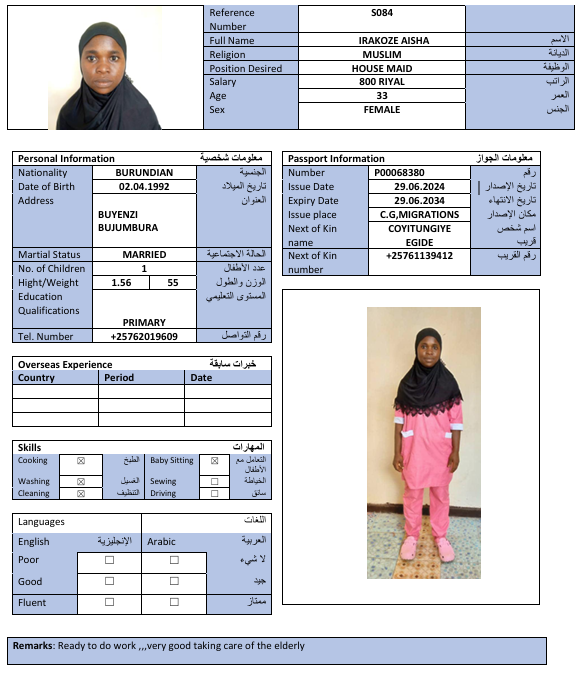 Reference Number S084
Full Name IRAKOZE AISHA الاسم
Religion MUSLIM الديانة
Position Desired HOUSE MAID الوظيفة
Salary 800 RIYAL الراتب
Age 33 العمر
Sex FEMALE الجنس
Personal Information معلومات شخصية
Nationality BURUNDIAN الجنسية
Date of Birth 02.04.1992 تاريخ الميلاد
Address العنوان
BUYENZI
BUJUMBURA
Martial Status MARRIED الحالة الاجتماعية
No. of Children 1 عدد الأطفال
Hight/Weight 1.56 55 الوزن والطول
Education المستوى التعليمي
Qualifications
PRIMARY
Tel. Number +25762019609 رقم التواصل
Passport Information معلومات الجواز
Number P00068380 رقم
Issue Date 29.06.2024 تاريخ الإصدار
Expiry Date 29.06.2034 تاريخ الانتهاء
Issue place C.G,MIGRATIONS مكان الإصدار
Next of Kin COYITUNGIYE اسم شخص
name EGIDE قريب
Next of Kin +25761139412 رقم القريب
number
Overseas Experience خبرات سابقة
Country Period Date
Skills المهارات
Cooking ☒ الطبخ Baby Sitting ☒ التعامل مع
الأطفال
Washing ☒ الغسيل Sewing ☐ الخياطة
Cleaning ☒ التنظيف Driving ☐ سائق
Languages اللغات
English الإنجليزية Arabic العربية
Poor ☐ ☐ لا شيء
Good ☐ ☐ جيد
Fluent ☐ ☐ ممتاز
Remarks: Ready to do work ,,,very good taking care of the elderly